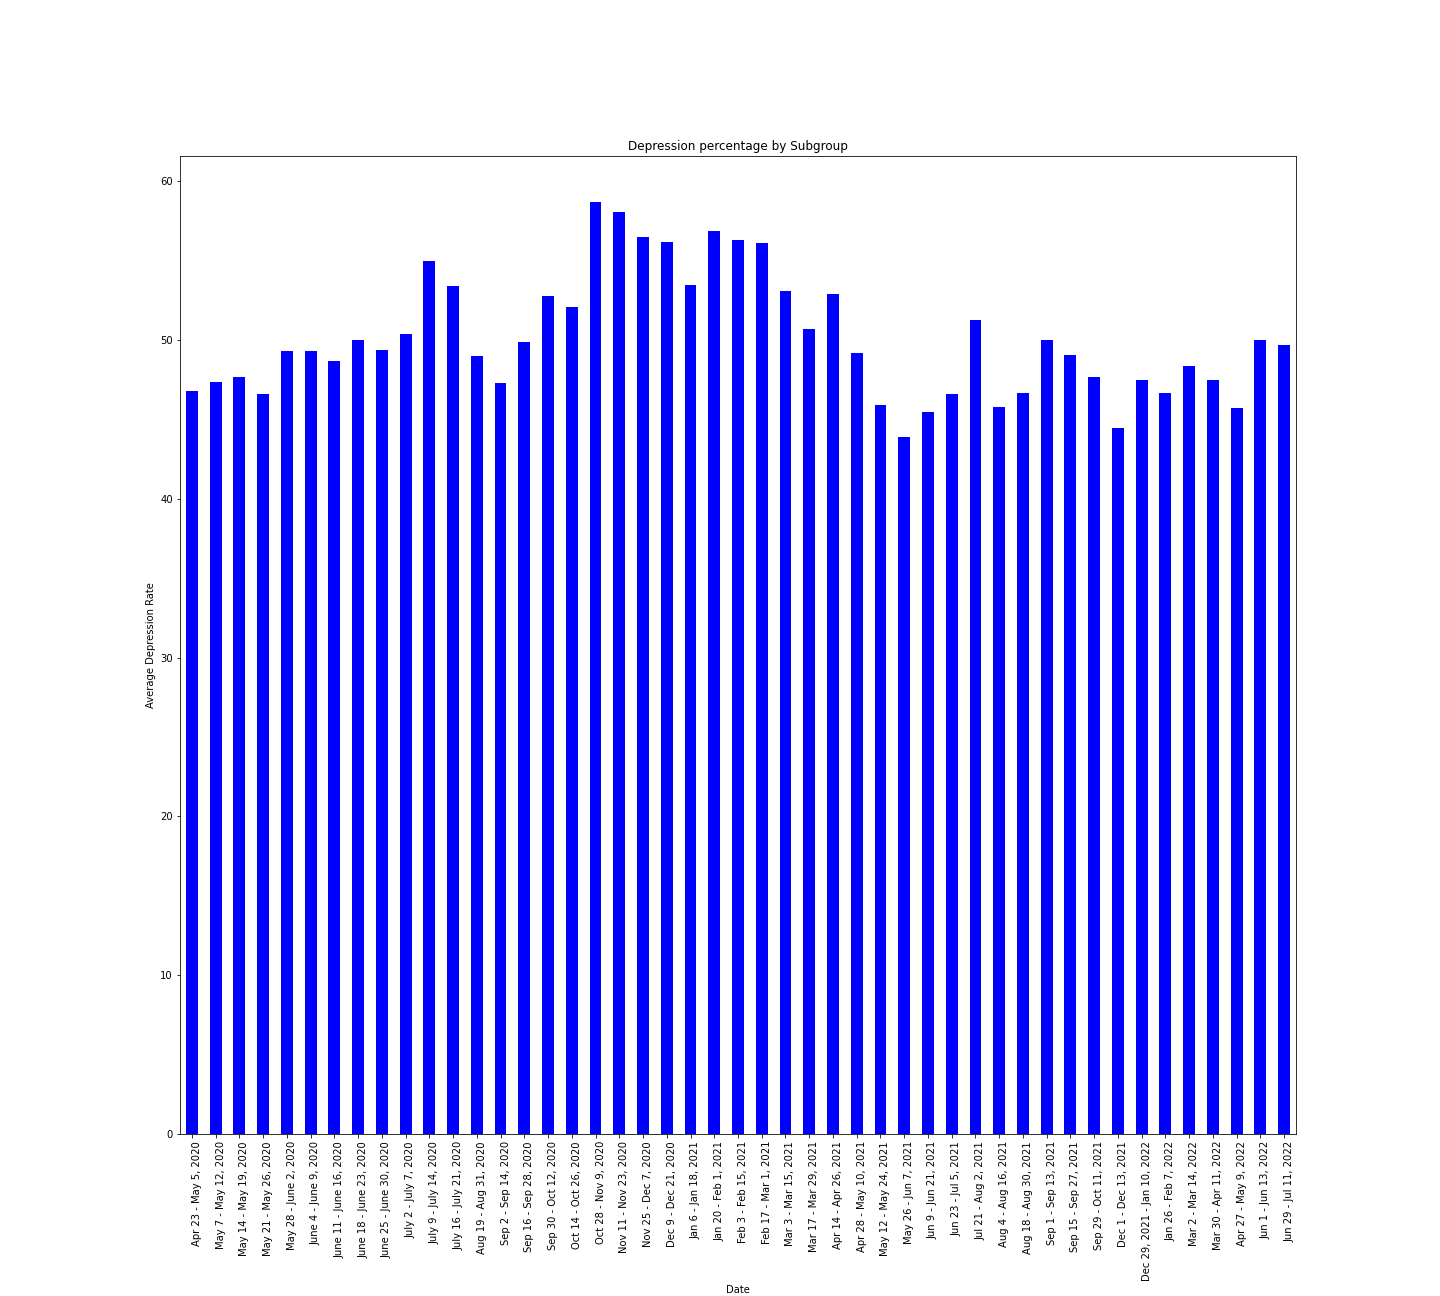 Depression percentage by Subgroup
60
50
40
30
20
10
0
Average Depression Rate
Apr 23 - May 5, 2020
May 7 - May 12, 2020
May 14 - May 19, 2020
May 21 - May 26, 2020
May 28 - June 2, 2020
June 4 - June 9, 2020
June 11 - June 16, 2020
June 18 - June 23, 2020
June 25 - June 30, 2020
July 2 - July 7, 2020
July 9 - July 14, 2020
July 16 - July 21, 2020
Aug 19 - Aug 31, 2020
Sep 2 - Sep 14, 2020
Sep 16 - Sep 28, 2020
Sep 30 - Oct 12, 2020
Oct 14 - Oct 26, 2020
Oct 28 - Nov 9, 2020
Nov 11 - Nov 23, 2020
Nov 25 - Dec 7, 2020
Dec 9 - Dec 21, 2020
Jan 6 - Jan 18, 2021
Jan 20 - Feb 1, 2021
Feb 3 - Feb 15, 2021
Feb 17 - Mar 1, 2021
Mar 3 - Mar 15, 2021
Mar 17 - Mar 29, 2021
Apr 14 - Apr 26, 2021
Apr 28 - May 10, 2021
May 12 - May 24, 2021
May 26 - Jun 7, 2021
Jun 9 - Jun 21, 2021
Jun 23 - Jul 5, 2021
Jul 21 - Aug 2, 2021
Aug 4 - Aug 16, 2021
Aug 18 - Aug 30, 2021
Sep 1 - Sep 13, 2021
Sep 15 - Sep 27, 2021
Sep 29 - Oct 11, 2021
Dec 1 - Dec 13, 2021
Dec 29, 2021 - Jan 10, 2022
Jan 26 - Feb 7, 2022
Mar 2 - Mar 14, 2022
Mar 30 - Apr 11, 2022
Apr 27 - May 9, 2022
Jun 1 - Jun 13, 2022
Jun 29 - Jul 11, 2022
Date